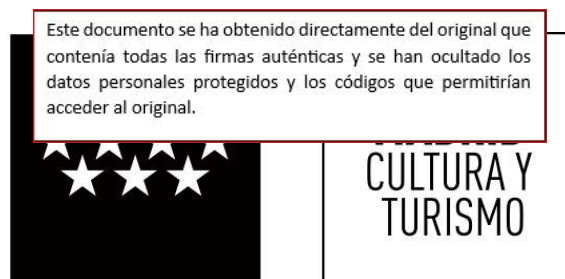 Este documento se ha obtenido directamente del original que
contenía todas las firmas auténticas y se han ocultado los
datos personales protegidos y los códigos que permitirían
acceder al original.
CULTURA Y
TURISMO